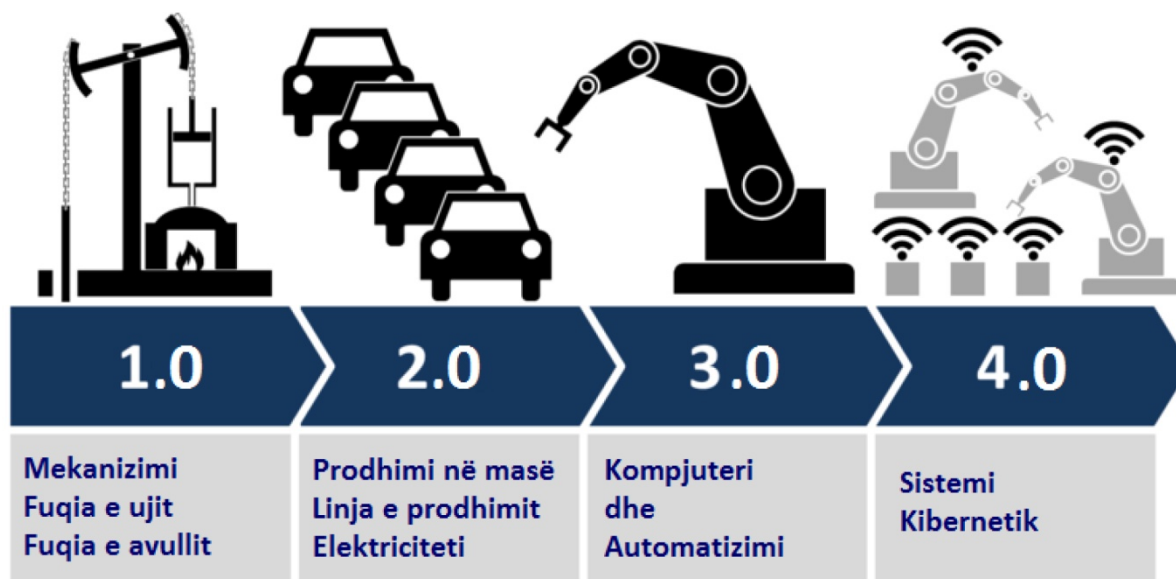 1.0
2.0
3.0
4.0
Mekanizimi
Fuqia e ujit
Fuqia e avullit
Prodhimi në masë
Linja e prodhimit
Elektriciteti
Kompjuteri
dhe
Automatizimi
Sistemi
Kibernetik